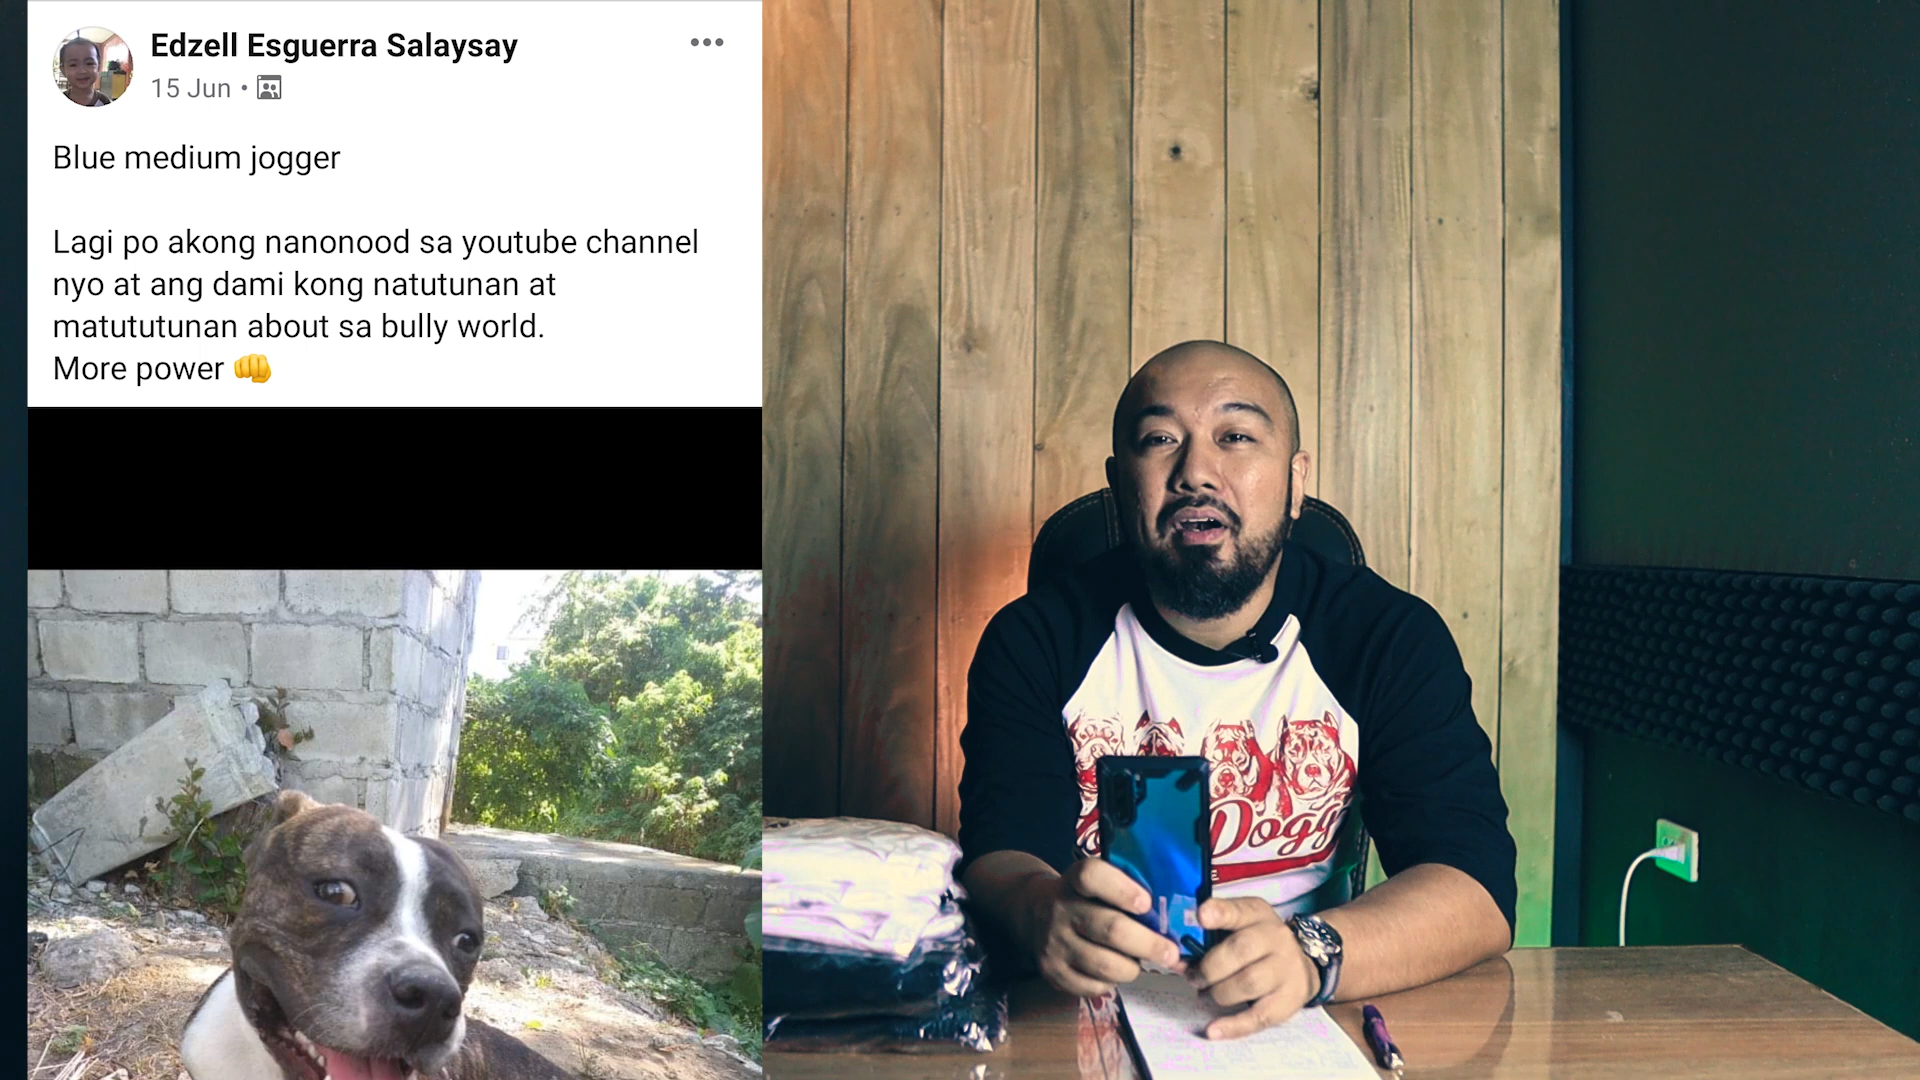 Edzell Esguerra Salaysay
15 Jun •
Blue medium jogger
Lagi po akong nanonood sa youtube channel
nyo at ang dami kong natutunan at
matututunan about sa bully world.
More power 👊
Dogg